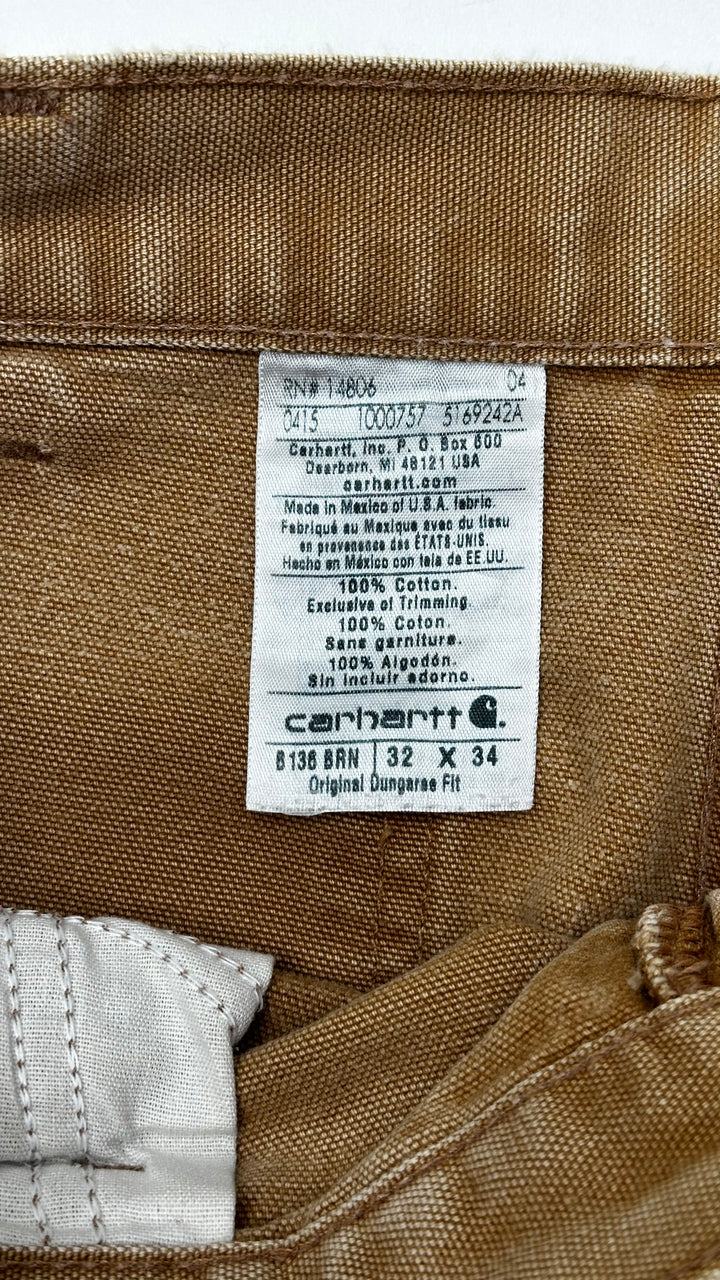 RN# 14806 04
0415 1000757 5169242A
Carhartt, Inc. P. O. Box 600
Dearborn, MI 48121 USA
carhartt.com
Made in Mexico of U.S.A. fabric.
Fabriqué au Mexique avec du tissu
en provenance des ÉTATS-UNIS.
Hecho en México con tela de EE.UU.
100% Cotton.
Exclusive of Trimming.
100% Coton.
Sans garniture.
100% Algodón.
Sin incluir adorno.
carhartt
B136 BRN 32 X 34
Original Dungaree Fit